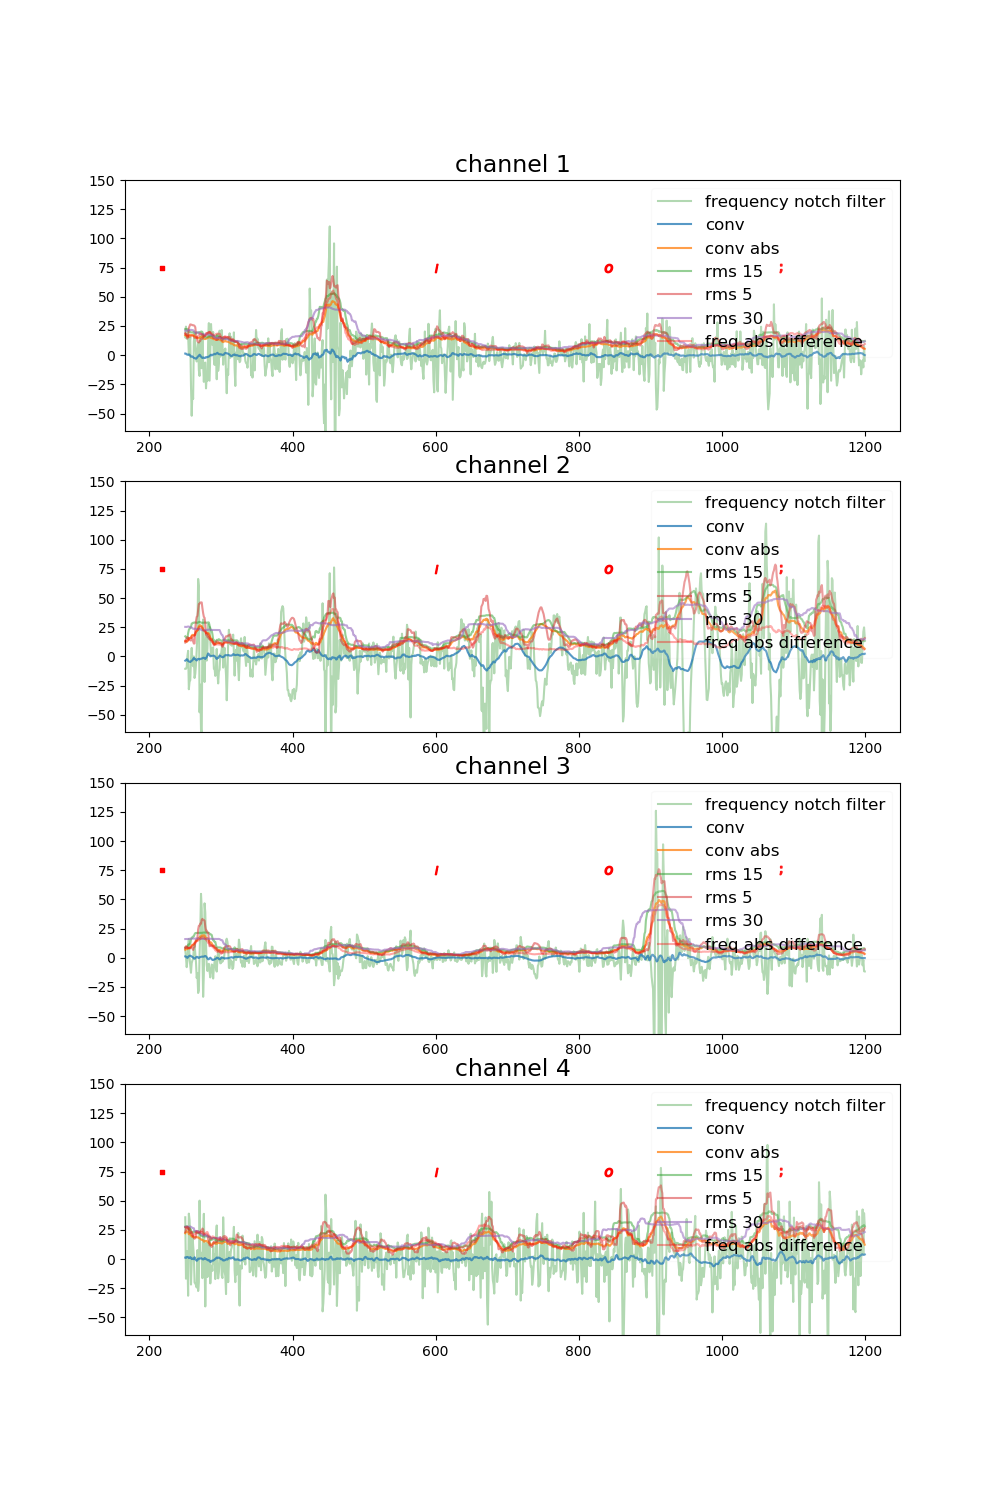 channel 1
150
125
100
75
50
25
0
−25
−50
frequency notch filter
conv
conv abs
rms 15
rms 5
rms 30
freq abs difference
. l o ;
200 400 600 800 1000 1200
channel 2
150
125
100
75
50
25
0
−25
−50
frequency notch filter
conv
conv abs
rms 15
rms 5
rms 30
freq abs difference
. l o ;
200 400 600 800 1000 1200
channel 3
150
125
100
75
50
25
0
−25
−50
frequency notch filter
conv
conv abs
rms 15
rms 5
rms 30
freq abs difference
. l o ;
200 400 600 800 1000 1200
channel 4
150
125
100
75
50
25
0
−25
−50
frequency notch filter
conv
conv abs
rms 15
rms 5
rms 30
freq abs difference
. l o ;
200 400 600 800 1000 1200